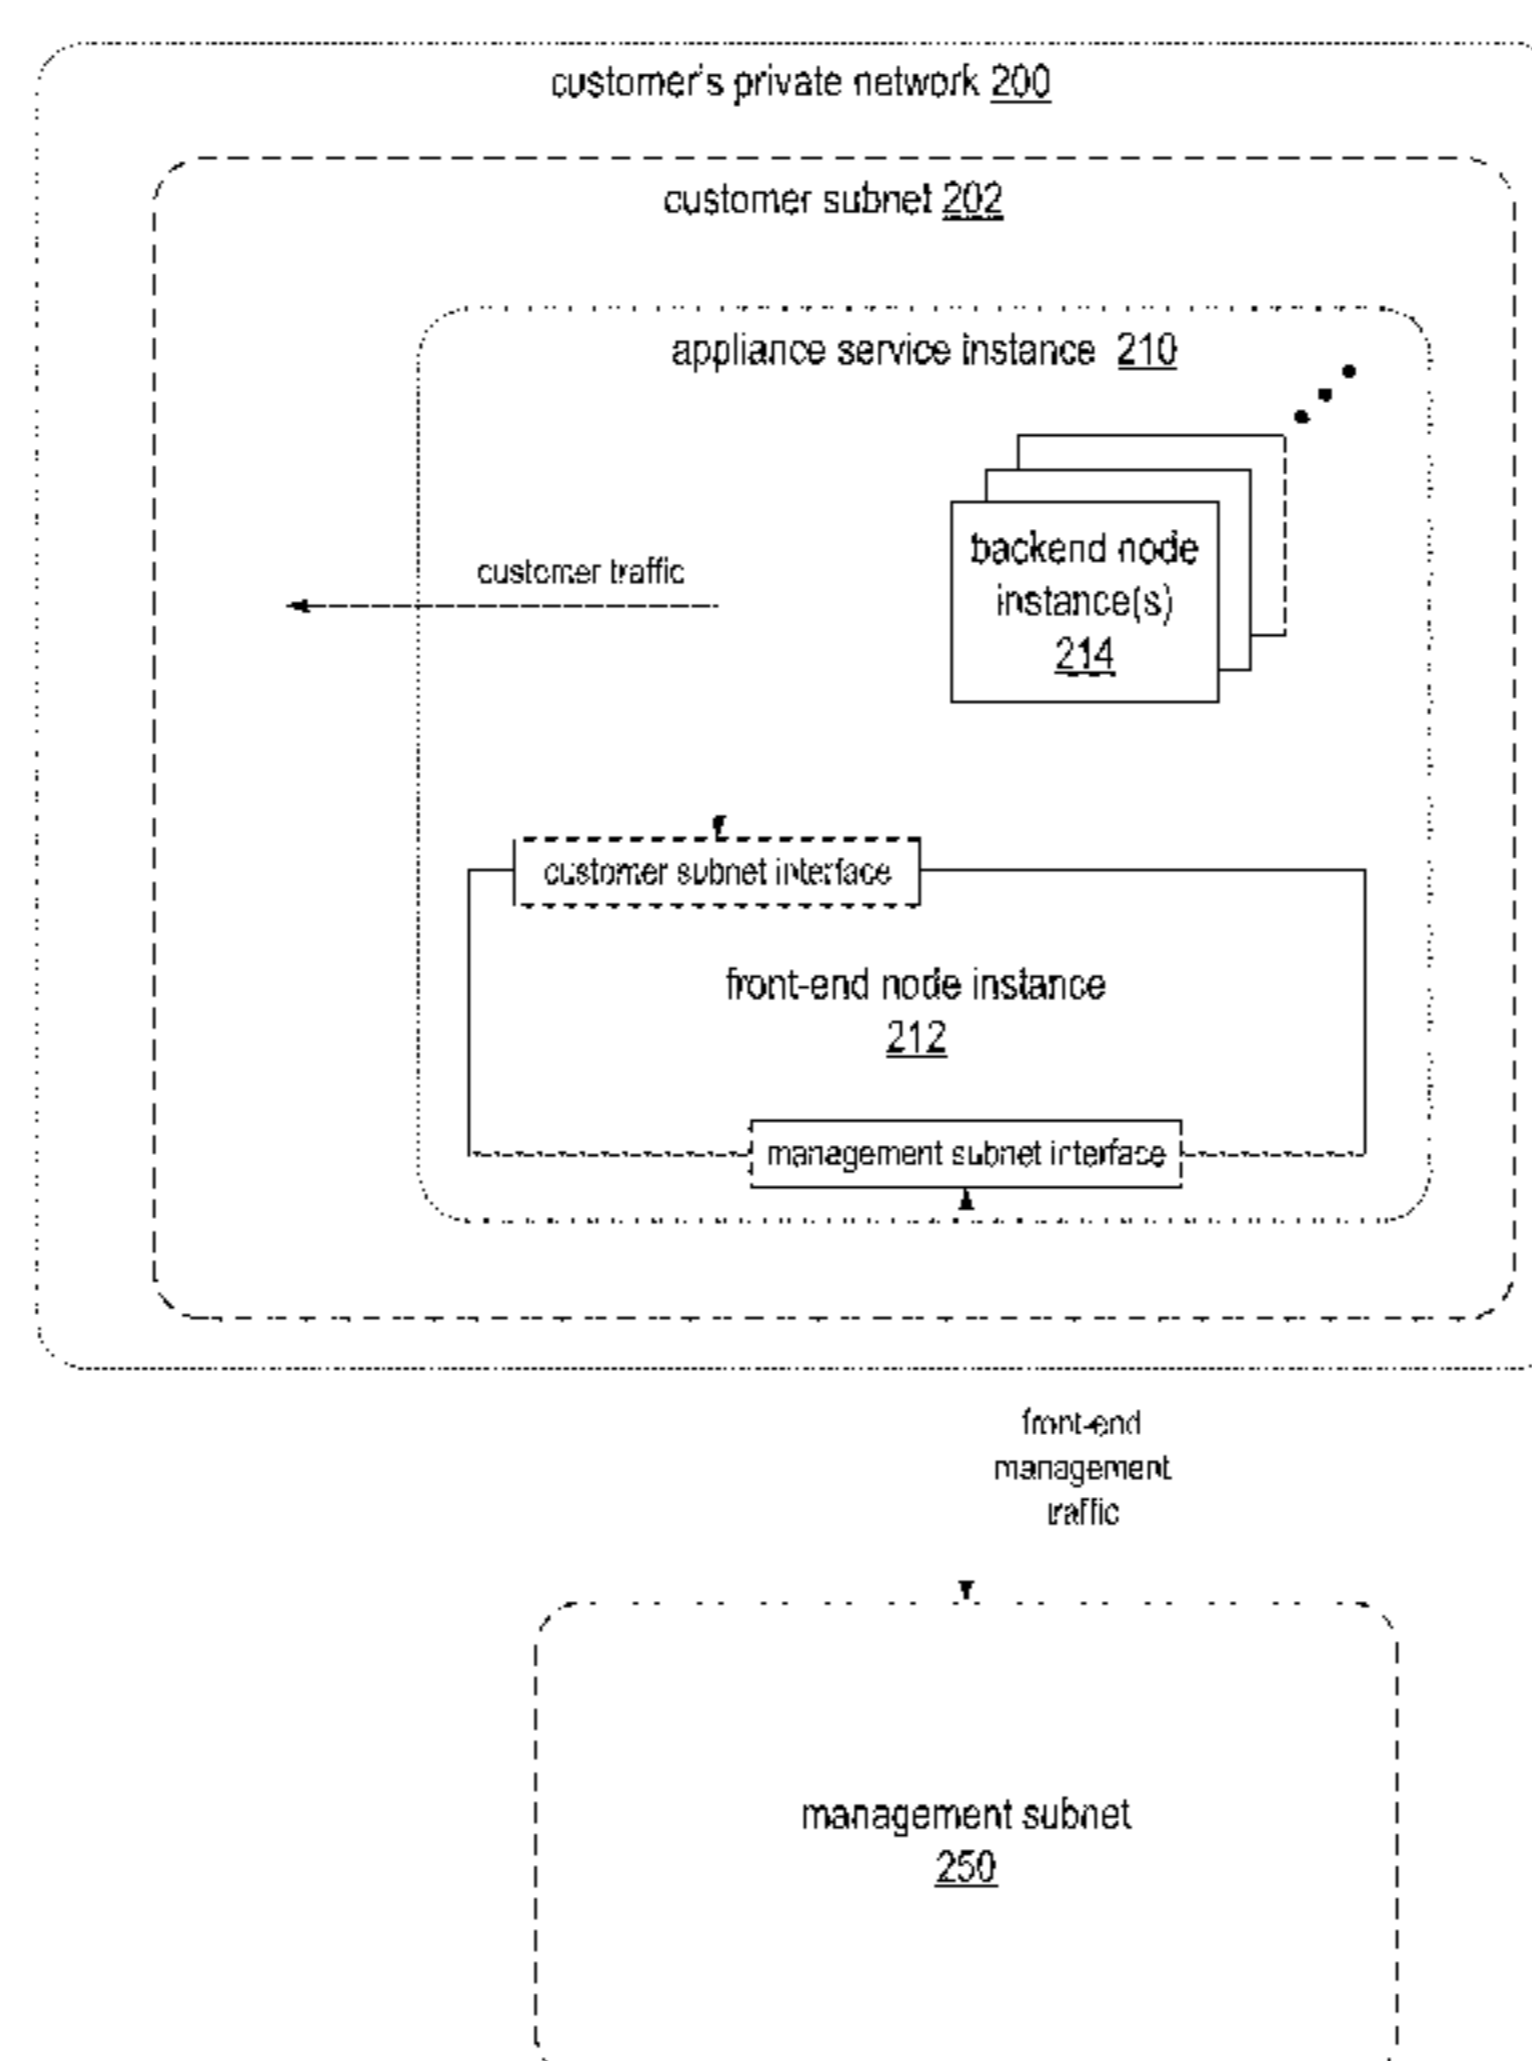 customer's private network 200
customer subnet 202
appliance service instance 210
backend node
instance(s)
214
customer traffic
customer subnet interface
front-end node instance
212
management subnet interface
front-end
management
traffic
management subnet
250